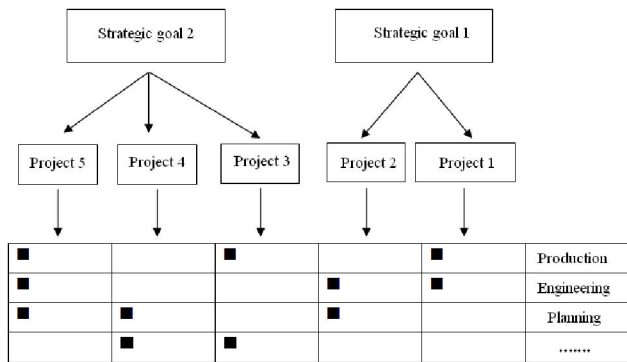 Strategic goal 2
Strategic goal 1
Project 5
Project 4
Project 3
Project 2
Project 1
Production
Engineering
Planning
.......